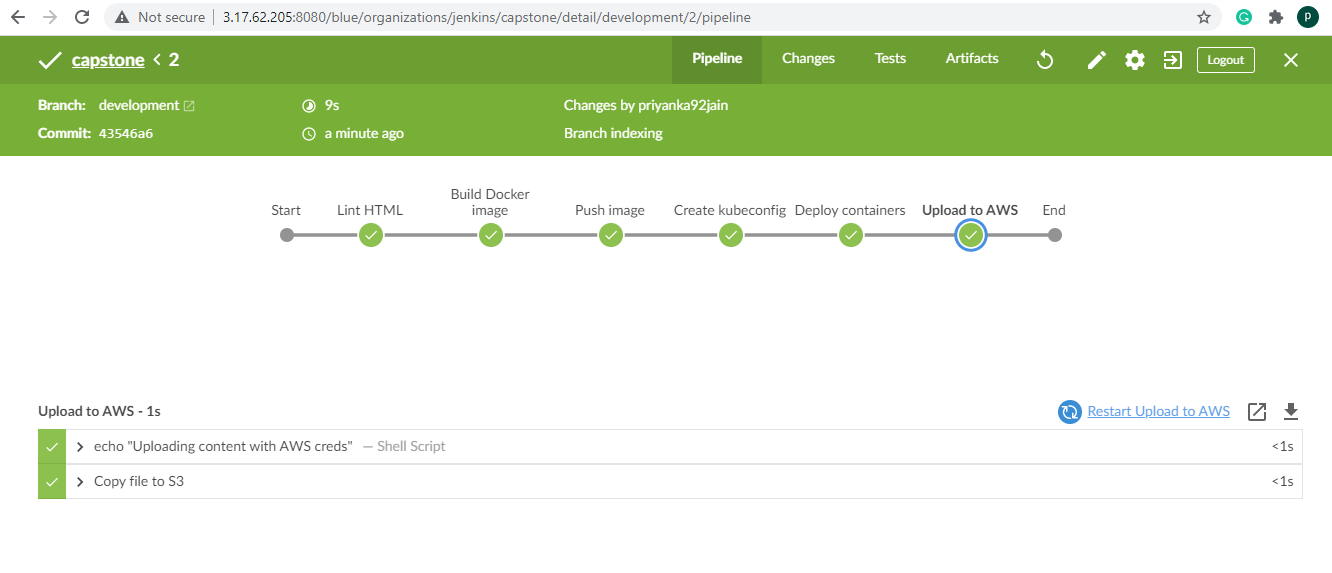 Not secure 3.17.62.205:8080/blue/organizations/jenkins/capstone/detail/development/2/pipeline
p
capstone < 2 Pipeline Changes Tests Artifacts Logout
Branch: development 9s Changes by priyanka92jain
Commit: 43546a6 a minute ago Branch indexing
Start Lint HTML Build Docker image Push image Create kubeconfig Deploy containers Upload to AWS End
Upload to AWS - 1s Restart Upload to AWS
echo "Uploading content with AWS creds" — Shell Script <1s
Copy file to S3 <1s